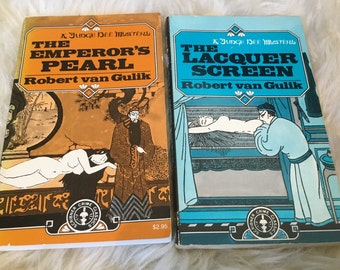 A JUDGE DEE MYSTERY
THE
EMPEROR'S
PEARL
Robert van Gulik
$2.95
A JUDGE DEE MYSTERY
THE
LACQUER
SCREEN
Robert van Gulik